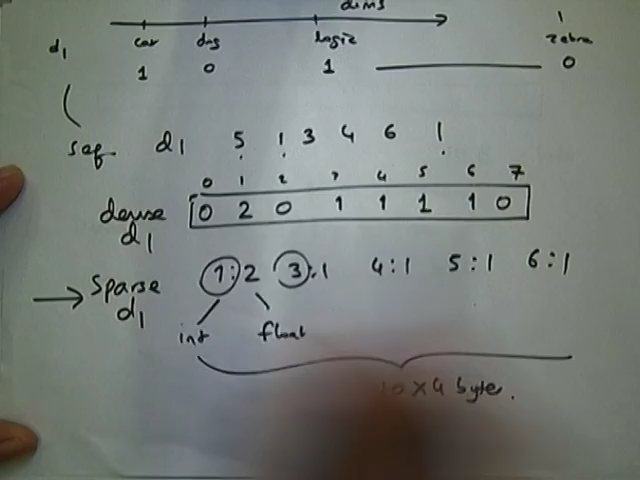 dims
car dog logic zebra
d1 1 0 1 0
seq d1 5 1 3 4 6 1
0 1 2 3 4 5 6 7
dense d1 0 2 0 1 1 1 1 0
→ sparse d1 1:2 3:1 4:1 5:1 6:1
int float
10 x 4 byte.